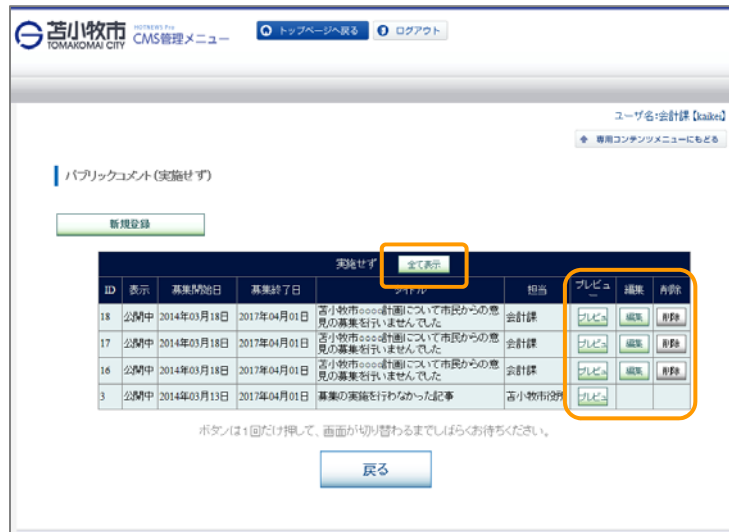 苫小牧市
TOMAKOMAI CITY
HOTNEWS Pro
CMS管理メニュー
トップページへ戻る
ログアウト
ユーザ名:会計課【kaikei】
専用コンテンツメニューにもどる
パブリックコメント(実施せず)
新規登録
実施せず 全て表示
ID 表示 募集開始日 募集終了日 タイトル 担当 プレビュー 編集 削除
18 公開中 2014年03月18日 2017年04月01日 苫小牧市○○○○計画について市民からの意見の募集を行いませんでした 会計課 プレビュ 編集 削除
17 公開中 2014年03月18日 2017年04月01日 苫小牧市○○○○計画について市民からの意見の募集を行いませんでした 会計課 プレビュ 編集 削除
16 公開中 2014年03月18日 2017年04月01日 苫小牧市○○○○計画について市民からの意見の募集を行いませんでした 会計課 プレビュ 編集 削除
3 公開中 2014年03月13日 2017年04月01日 募集の実施を行わなかった記事 苫小牧市役所 プレビュ
ボタンは1回だけ押して、画面が切り替わるまでしばらくお待ちください。
戻る